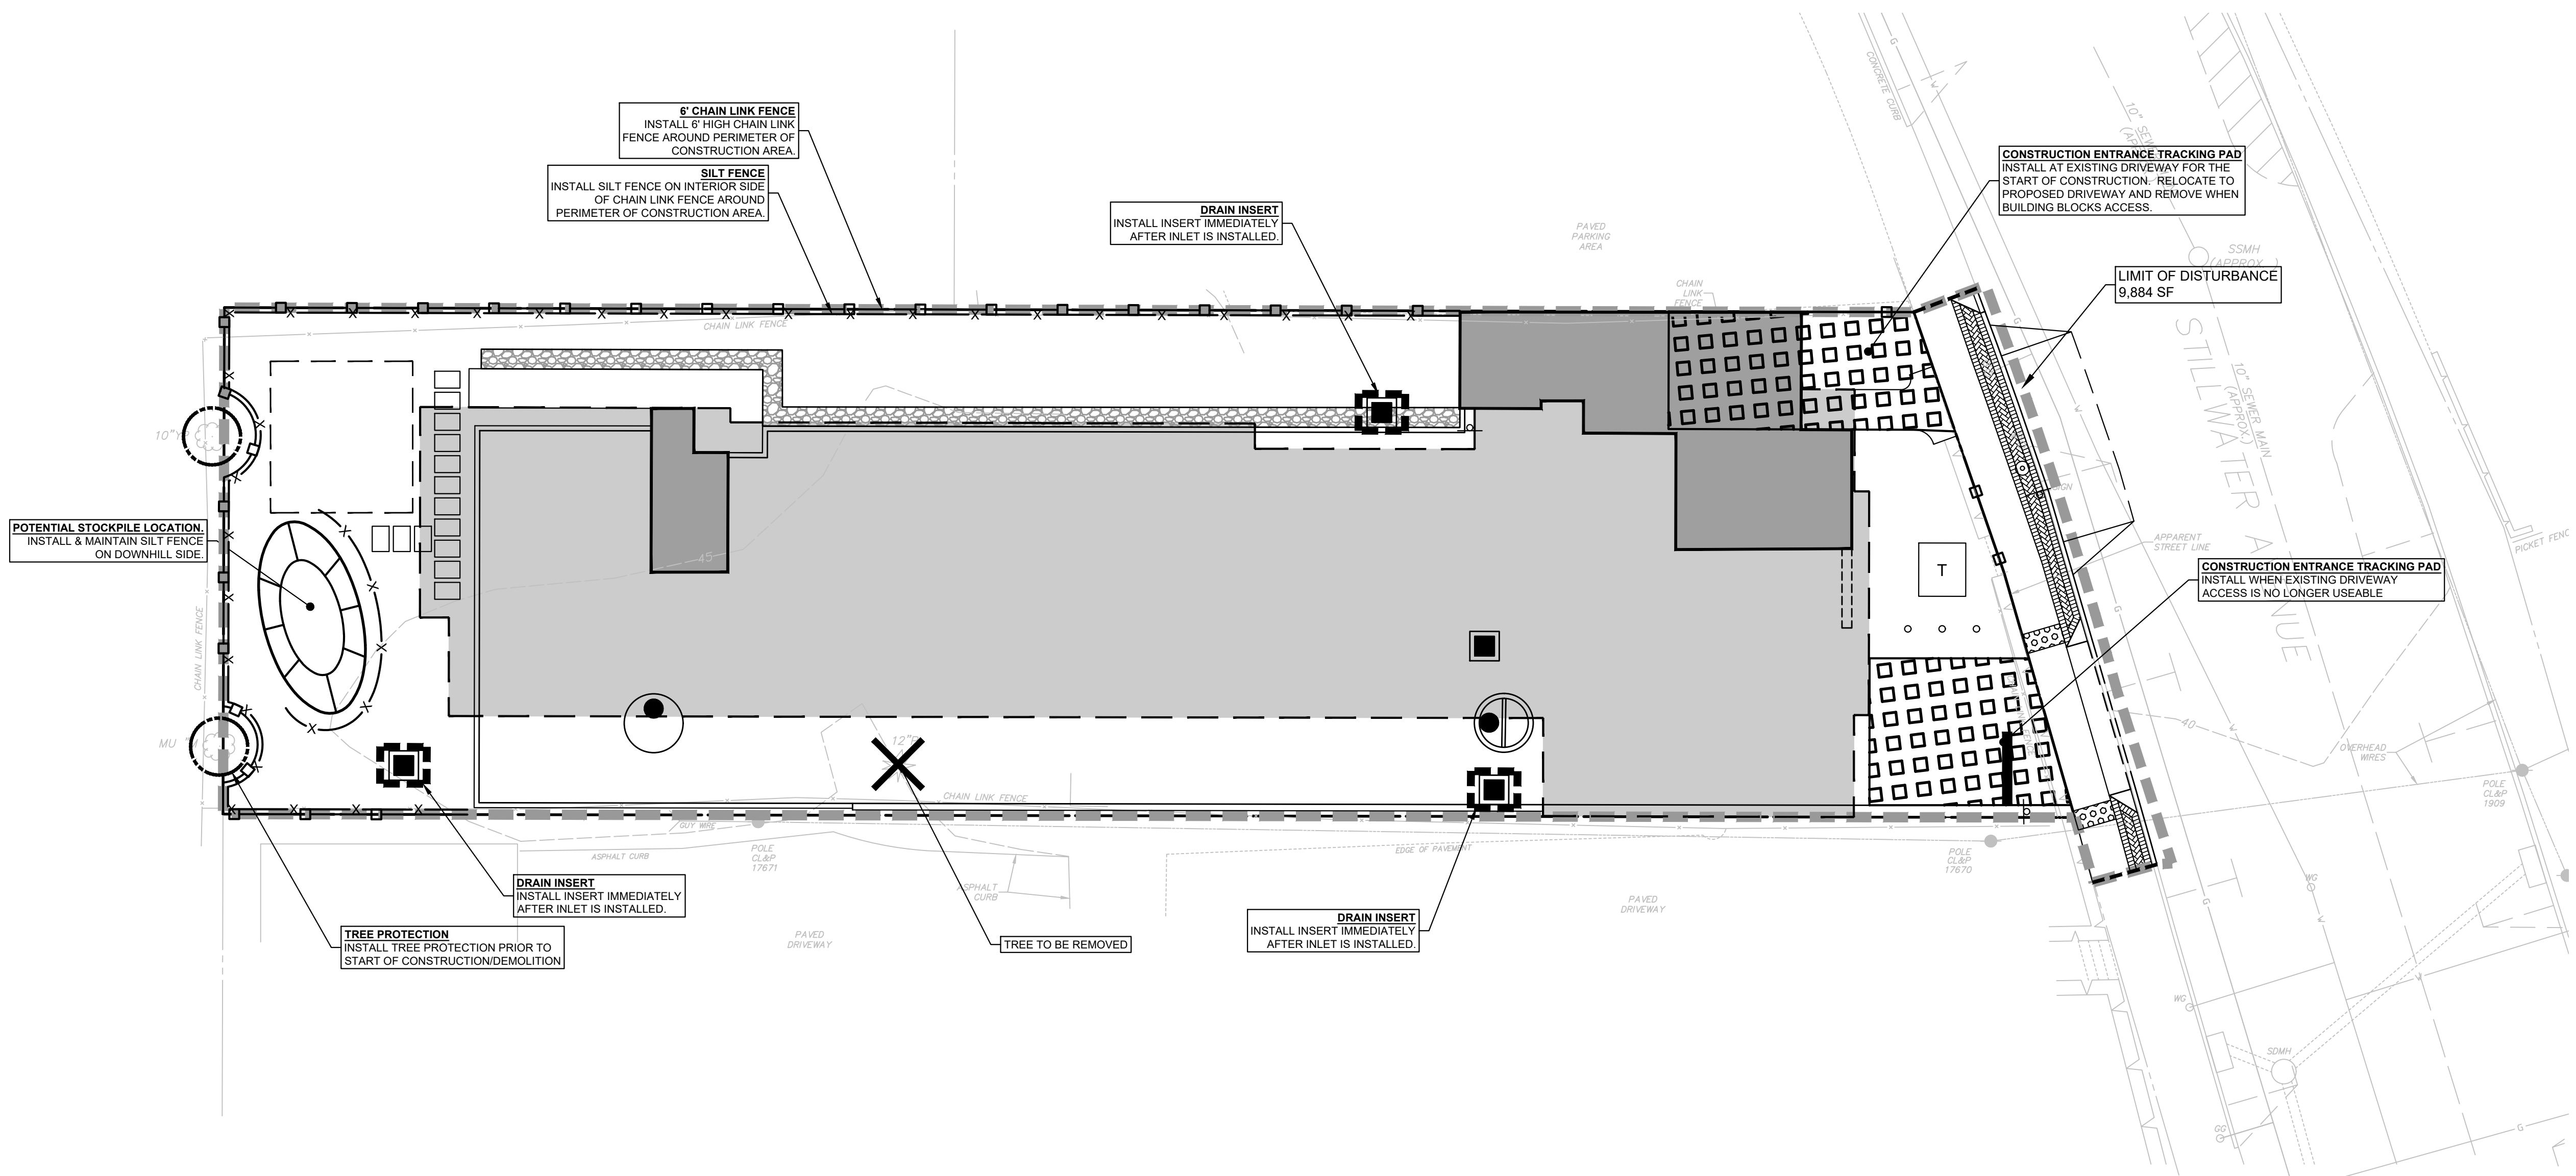 6' CHAIN LINK FENCE
INSTALL 6' HIGH CHAIN LINK
FENCE AROUND PERIMETER OF
CONSTRUCTION AREA.
SILT FENCE
INSTALL SILT FENCE ON INTERIOR SIDE
OF CHAIN LINK FENCE AROUND
PERIMETER OF CONSTRUCTION AREA.
DRAIN INSERT
INSTALL INSERT IMMEDIATELY
AFTER INLET IS INSTALLED.
PAVED
PARKING
AREA
CHAIN
LINK
FENCE
CONCRETE CURB
G
CONSTRUCTION ENTRANCE TRACKING PAD
INSTALL AT EXISTING DRIVEWAY FOR THE
START OF CONSTRUCTION. RELOCATE TO
PROPOSED DRIVEWAY AND REMOVE WHEN
BUILDING BLOCKS ACCESS.
SSMH
(APPROX.)
LIMIT OF DISTURBANCE
9,884 SF
10" SEWER MAIN
(APPROX.)
STILLWATER AVENUE
CHAIN LINK FENCE
POTENTIAL STOCKPILE LOCATION.
INSTALL & MAINTAIN SILT FENCE
ON DOWNHILL SIDE.
CHAIN LINK FENCE
45
T
APPARENT
STREET LINE
PICKET
CONSTRUCTION ENTRANCE TRACKING PAD
INSTALL WHEN EXISTING DRIVEWAY
ACCESS IS NO LONGER USEABLE
G
40
OVERHEAD
WIRES
POLE
CL&P
1909
MU
CHAIN LINK FENCE
GUY WIRE
ASPHALT CURB
POLE
CL&P
17671
EDGE OF PAVEMENT
POLE
CL&P
17670
ASPHALT
CURB
PAVED
DRIVEWAY
DRAIN INSERT
INSTALL INSERT IMMEDIATELY
AFTER INLET IS INSTALLED.
TREE PROTECTION
INSTALL TREE PROTECTION PRIOR TO
START OF CONSTRUCTION/DEMOLITION
PAVED
DRIVEWAY
TREE TO BE REMOVED
DRAIN INSERT
INSTALL INSERT IMMEDIATELY
AFTER INLET IS INSTALLED.
WG
G
WG
SDMH
GG
G